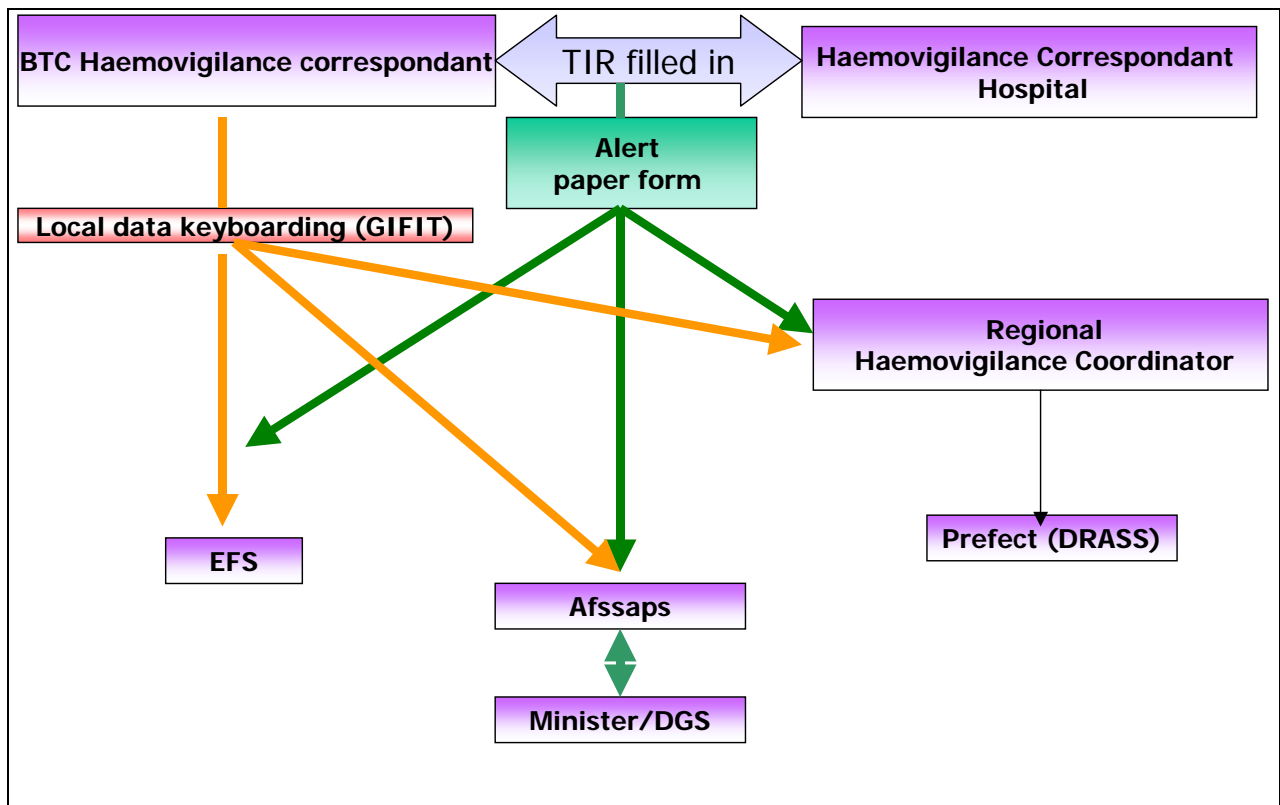 BTC Haemovigilance correspondant
TIR filled in
Haemovigilance Correspondant
Hospital
Alert
paper form
Local data keyboarding (GIFIT)
Regional
Haemovigilance Coordinator
Prefect (DRASS)
EFS
Afssaps
Minister/DGS